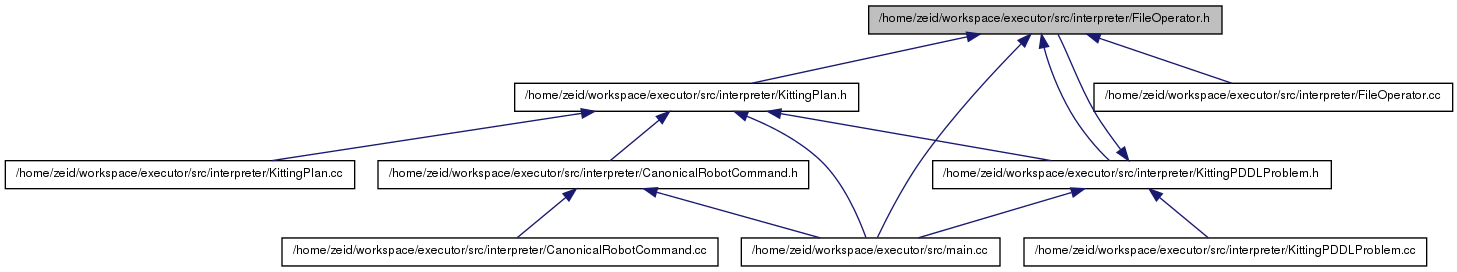 /home/zeid/workspace/executor/src/interpreter/FileOperator.h
/home/zeid/workspace/executor/src/interpreter/KittingPlan.h
/home/zeid/workspace/executor/src/interpreter/FileOperator.cc
/home/zeid/workspace/executor/src/interpreter/KittingPlan.cc
/home/zeid/workspace/executor/src/interpreter/CanonicalRobotCommand.h
/home/zeid/workspace/executor/src/interpreter/KittingPDDLProblem.h
/home/zeid/workspace/executor/src/interpreter/CanonicalRobotCommand.cc
/home/zeid/workspace/executor/src/main.cc
/home/zeid/workspace/executor/src/interpreter/KittingPDDLProblem.cc